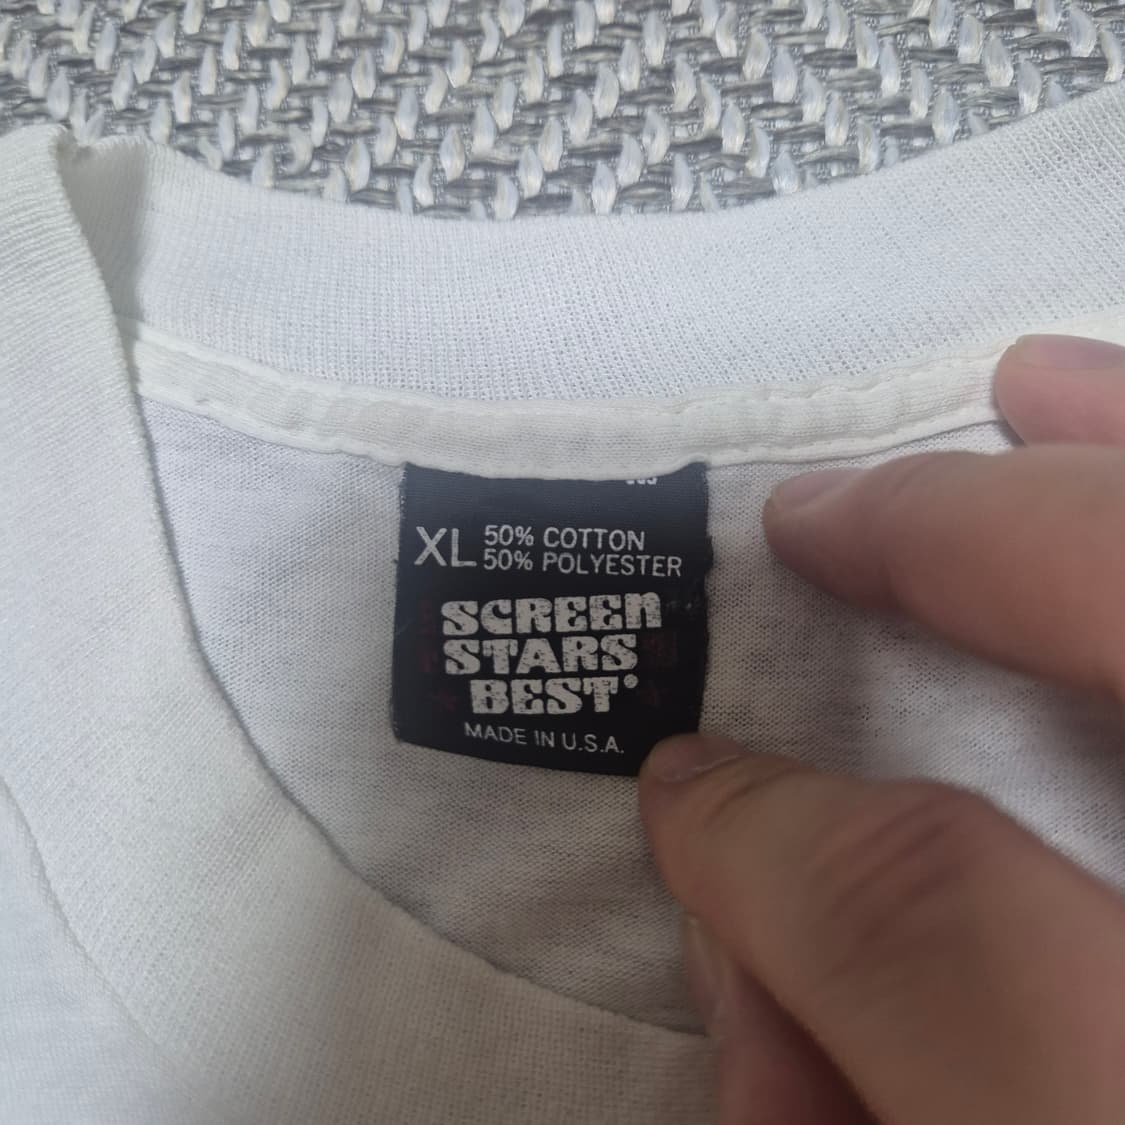 XL 50% COTTON
50% POLYESTER
SCREEN
STARS
BEST
MADE IN U.S.A.